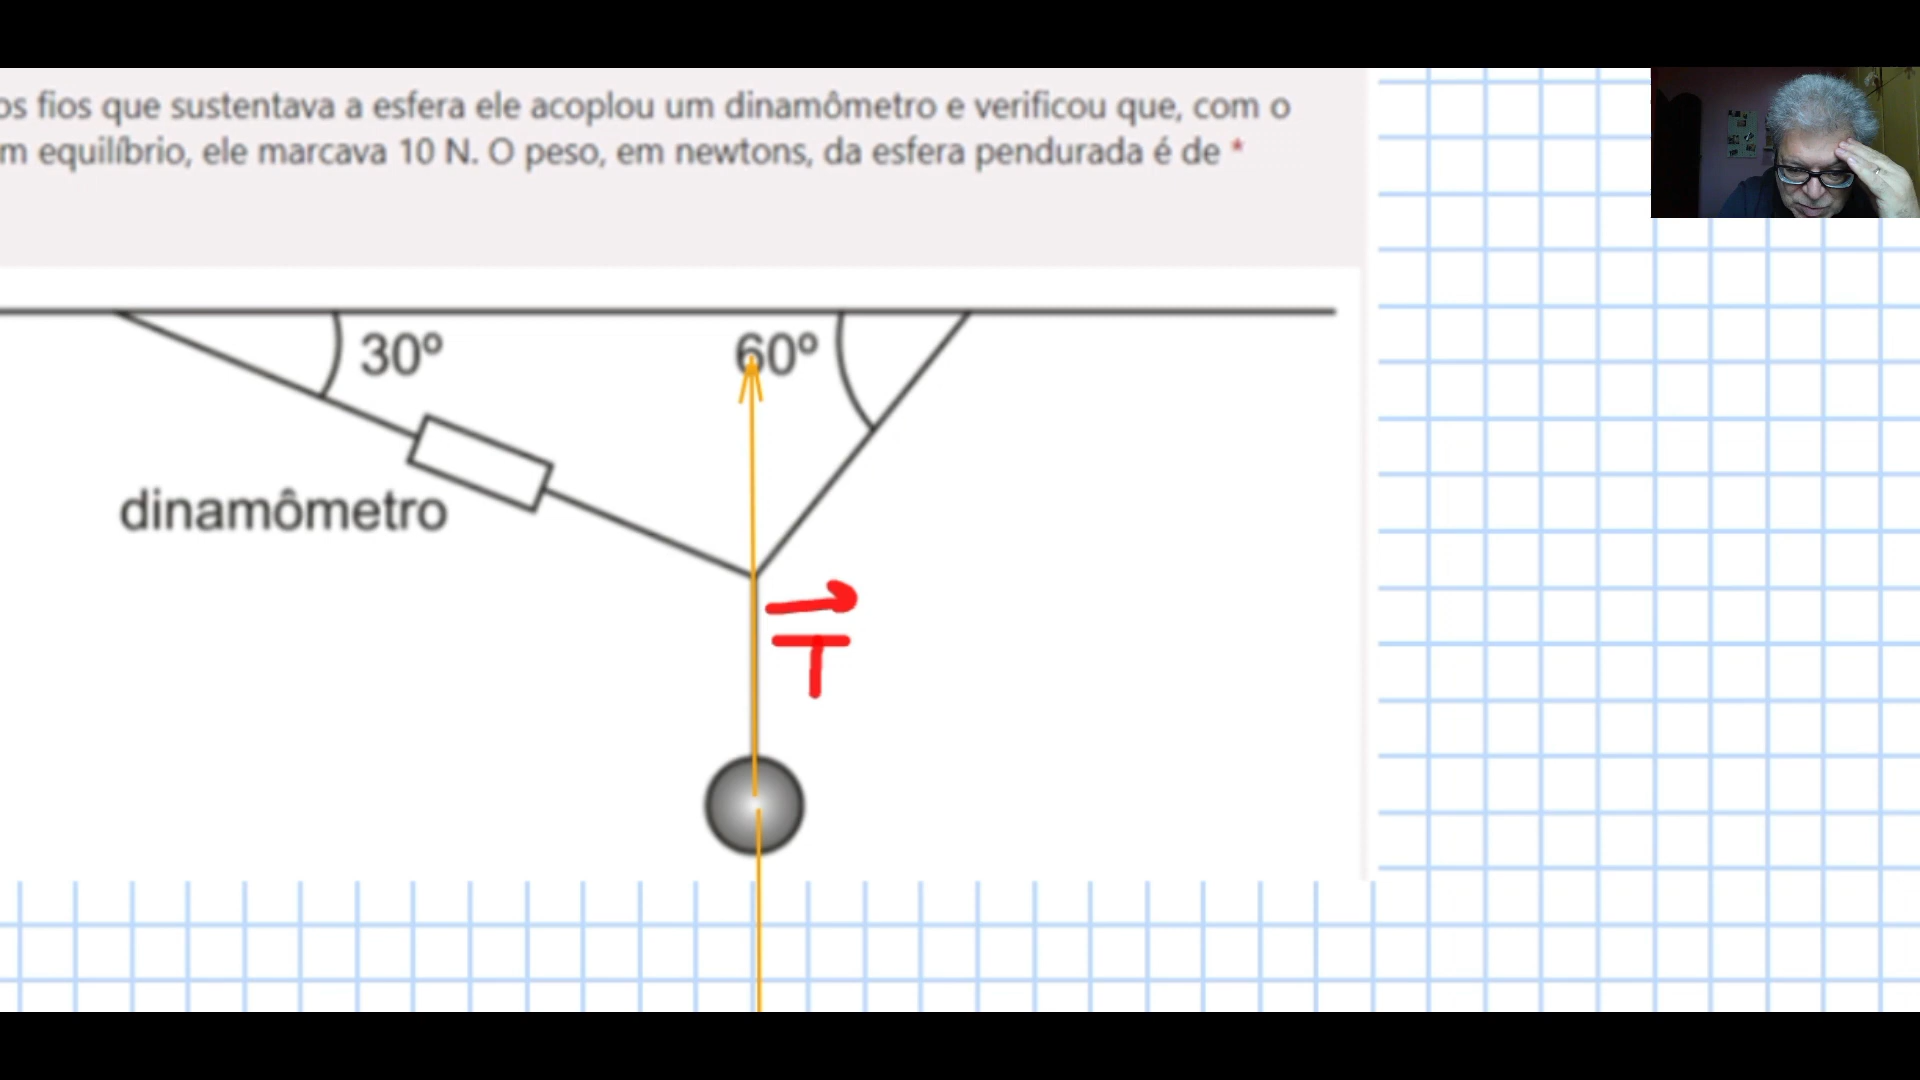 os fios que sustentava a esfera ele acoplou um dinamômetro e verificou que, com o
m equilíbrio, ele marcava 10 N. O peso, em newtons, da esfera pendurada é de *
30º
60º
dinamômetro
T